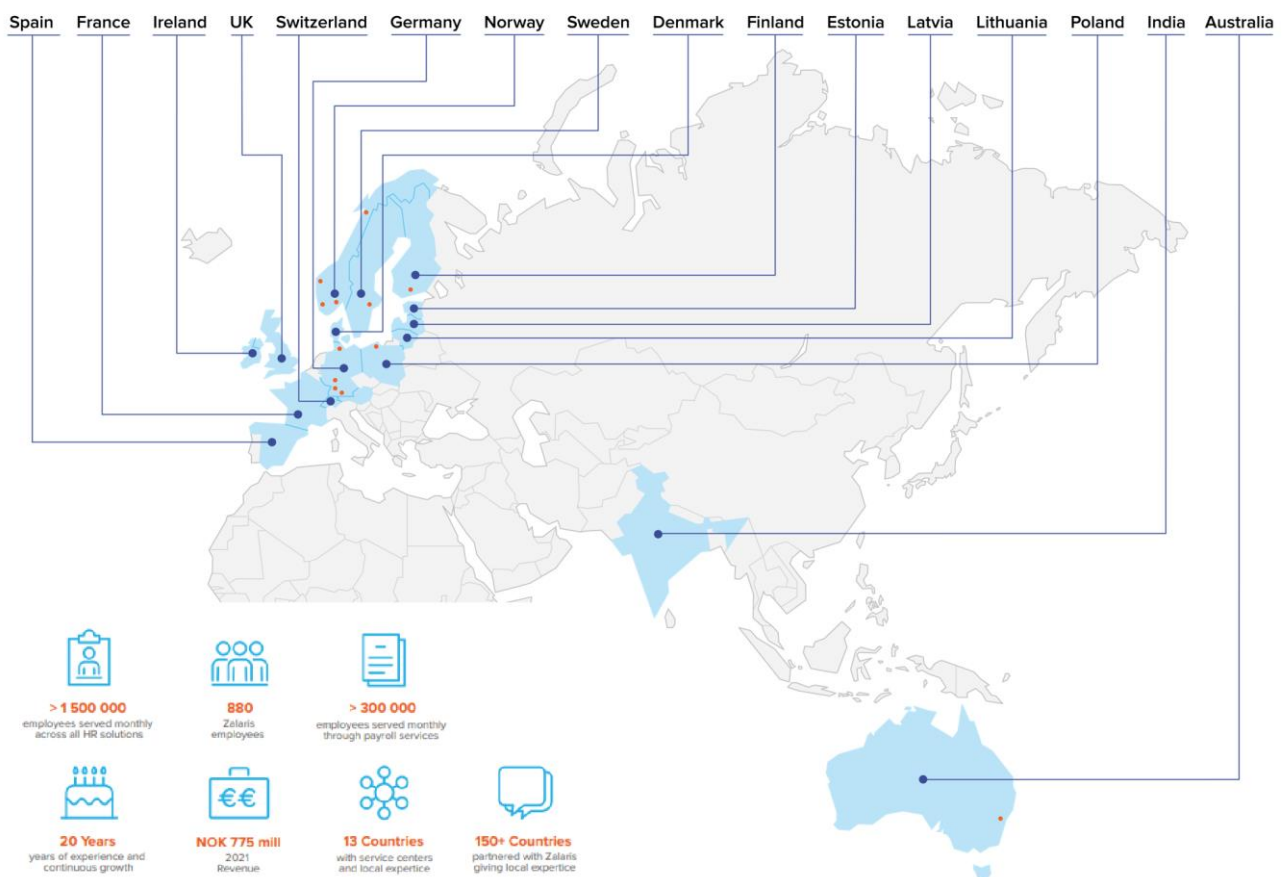 Spain France Ireland UK Switzerland Germany Norway Sweden Denmark Finland Estonia Latvia Lithuania Poland India Australia
> 1 500 000
employees served monthly
across all HR solutions
880
Zalaris
employees
> 300 000
employees served monthly
through payroll services
€€
20 Years
years of experience and
continuous growth
NOK 775 mill
2021
Revenue
13 Countries
with service centers
and local expertice
150+ Countries
partnered with Zalaris
giving local expertice